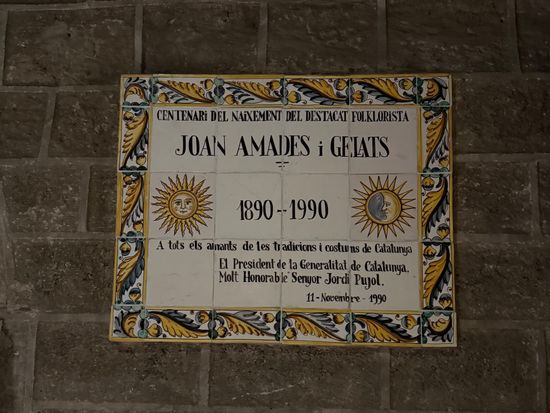 CENTENARI DEL NAIXEMENT DEL DESTACAT FOLKLORISTA
JOAN AMADES i GELATS
1890-1990
A tots els amants de les tradicions i costums de Catalunya
El President de la Generalitat de Catalunya,
Molt Honorable Senyor Jordi Pujol.
11-Novembre-1990